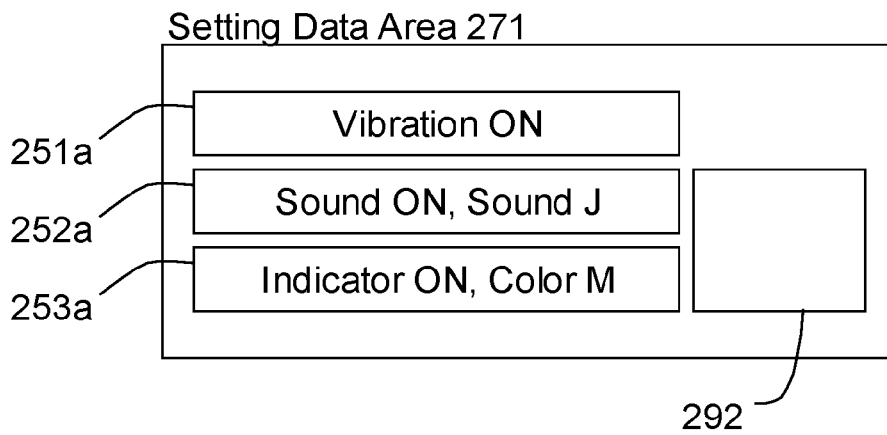 Setting Data Area 271
Vibration ON
251a
Sound ON, Sound J
252a
Indicator ON, Color M
253a
292